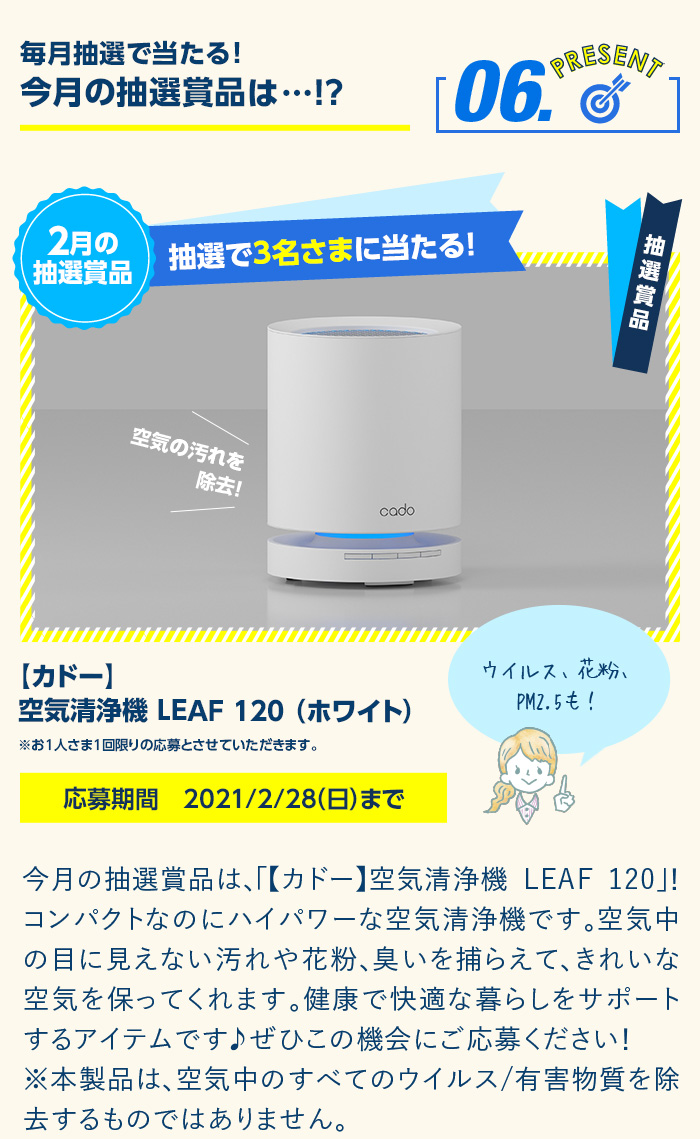 毎月抽選で当たる!
今月の抽選賞品は…!?
06.
PRESENT
2月の
抽選賞品
抽選で3名さまに当たる!
抽選賞品
空気の汚れを
除去!
cado
【カドー】
空気清浄機 LEAF 120 (ホワイト)
※お1人さま1回限りの応募とさせていただきます。
ウイルス、花粉、
PM2.5も!
応募期間 2021/2/28(日)まで
今月の抽選賞品は、「【カドー】空気清浄機 LEAF 120」!
コンパクトなのにハイパワーな空気清浄機です。空気中
の目に見えない汚れや花粉、臭いを捕らえて、きれいな
空気を保ってくれます。健康で快適な暮らしをサポート
するアイテムです♪ぜひこの機会にご応募ください!
※本製品は、空気中のすべてのウイルス/有害物質を除
去するものではありません。